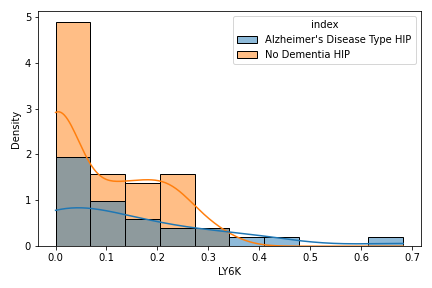 index
Alzheimer's Disease Type HIP
No Dementia HIP
Density
5
4
3
2
1
0
0.0 0.1 0.2 0.3 0.4 0.5 0.6 0.7
LY6K